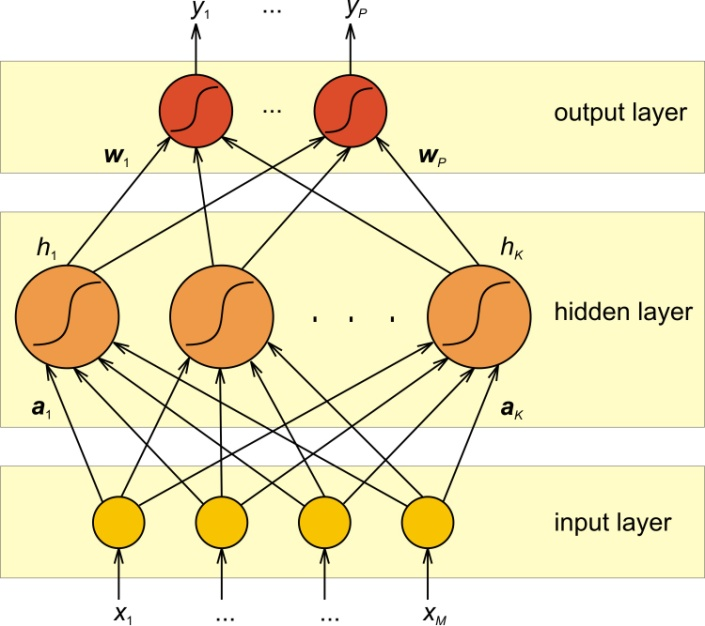 y₁ ... yₚ
... output layer
w₁ wₚ
h₁ hₖ
. . . hidden layer
a₁ aₖ
input layer
x₁ ... ... xₘ